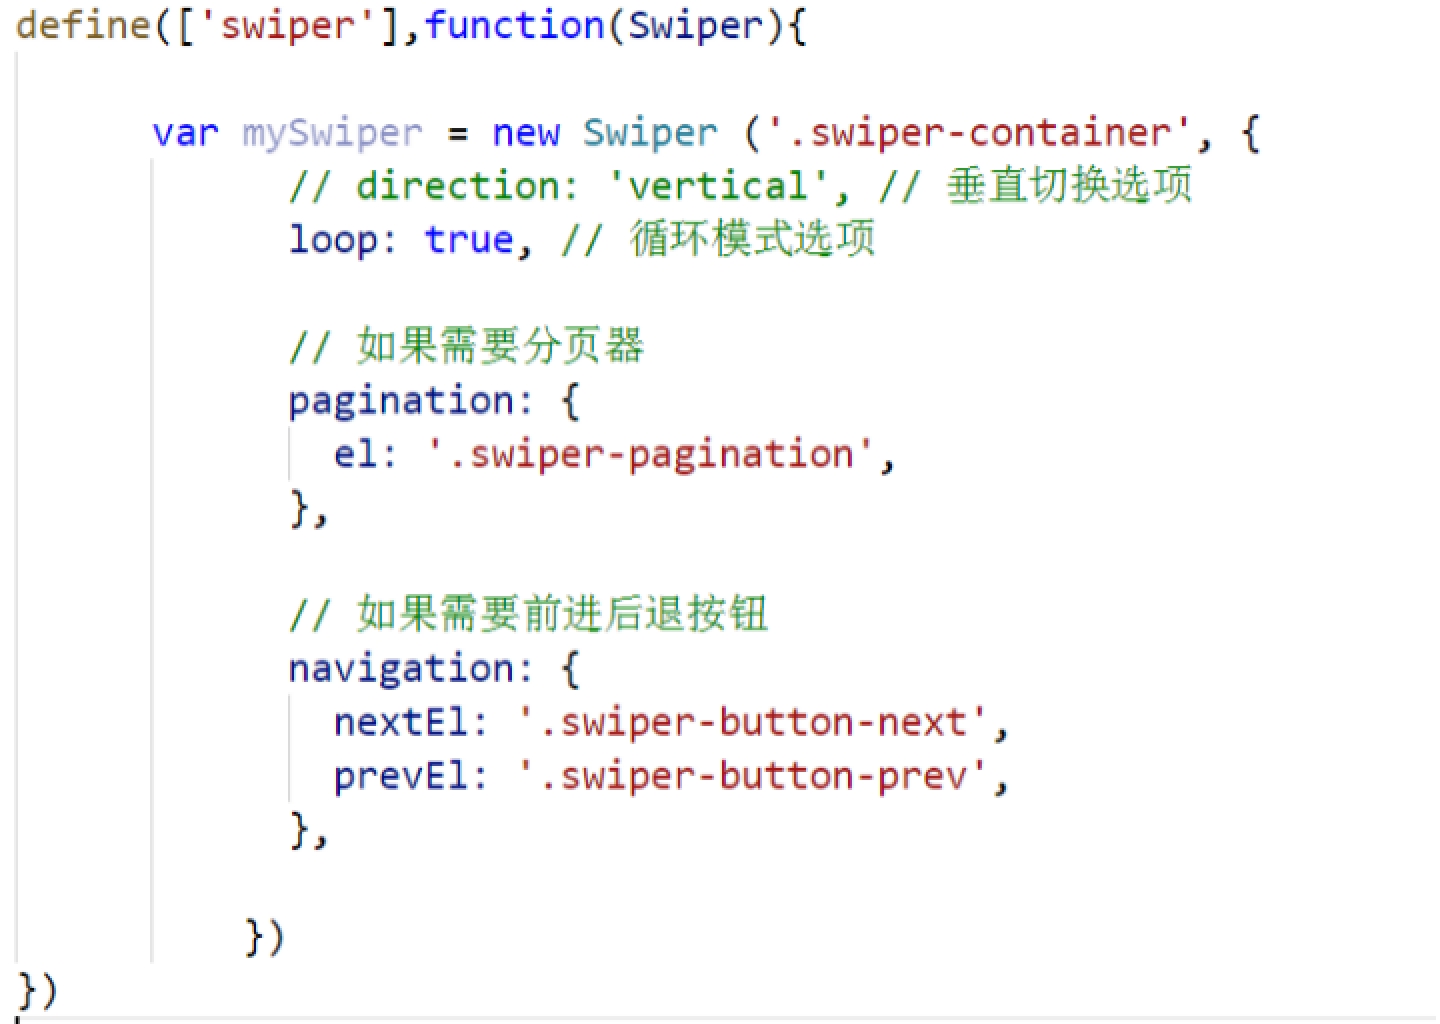 define(['swiper'],function(Swiper){
var mySwiper = new Swiper ('.swiper-container', {
// direction: 'vertical', // 垂直切换选项
loop: true, // 循环模式选项
// 如果需要分页器
pagination: {
el: '.swiper-pagination',
},
// 如果需要前进后退按钮
navigation: {
nextEl: '.swiper-button-next',
prevEl: '.swiper-button-prev',
},
})
})